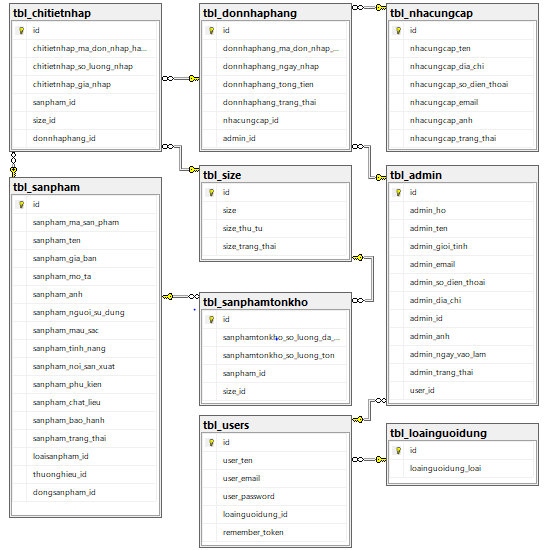 tbl_chitietnhap
id
chitietnhap_ma_don_nhap_ha...
chitietnhap_so_luong_nhap
chitietnhap_gia_nhap
sanpham_id
size_id
donnhaphang_id
tbl_donnhaphang
id
donnhaphang_ma_don_nhap_...
donnhaphang_ngay_nhap
donnhaphang_tong_tien
donnhaphang_trang_thai
nhacungcap_id
admin_id
tbl_nhacungcap
id
nhacungcap_ten
nhacungcap_dia_chi
nhacungcap_so_dien_thoai
nhacungcap_email
nhacungcap_anh
nhacungcap_trang_thai
tbl_sanpham
id
sanpham_ma_san_pham
sanpham_ten
sanpham_gia_ban
sanpham_mo_ta
sanpham_anh
sanpham_nguoi_su_dung
sanpham_mau_sac
sanpham_tinh_nang
sanpham_noi_san_xuat
sanpham_phu_kien
sanpham_chat_lieu
sanpham_bao_hanh
sanpham_trang_thai
loaisanpham_id
thuonghieu_id
dongsanpham_id
tbl_size
id
size
size_thu_tu
size_trang_thai
tbl_admin
id
admin_ho
admin_ten
admin_gioi_tinh
admin_email
admin_so_dien_thoai
admin_dia_chi
admin_id
admin_anh
admin_ngay_vao_lam
admin_trang_thai
user_id
tbl_sanphamtonkho
id
sanphamtonkho_so_luong_da_...
sanphamtonkho_so_luong_ton
sanpham_id
size_id
tbl_users
id
user_ten
user_email
user_password
loainguoidung_id
remember_token
tbl_loainguoidung
id
loainguoidung_loai